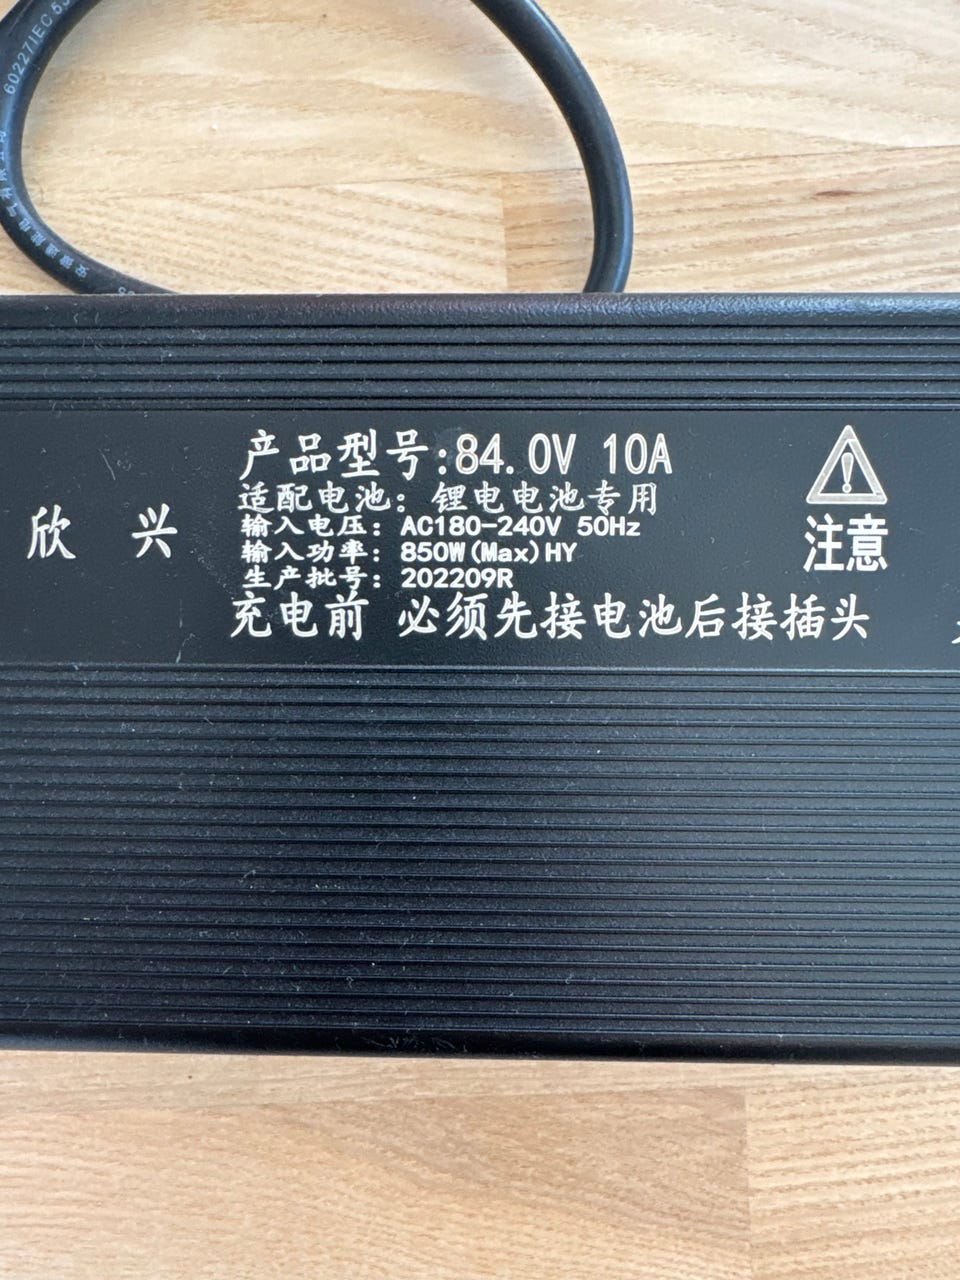 60227IEC53
欣 兴
产品型号:84.0V 10A
适配电池: 锂电电池专用
输入电压: AC180-240V 50Hz
输入功率: 850W(Max)HY
生产批号: 202209R
充电前 必须先接电池后接插头
注意